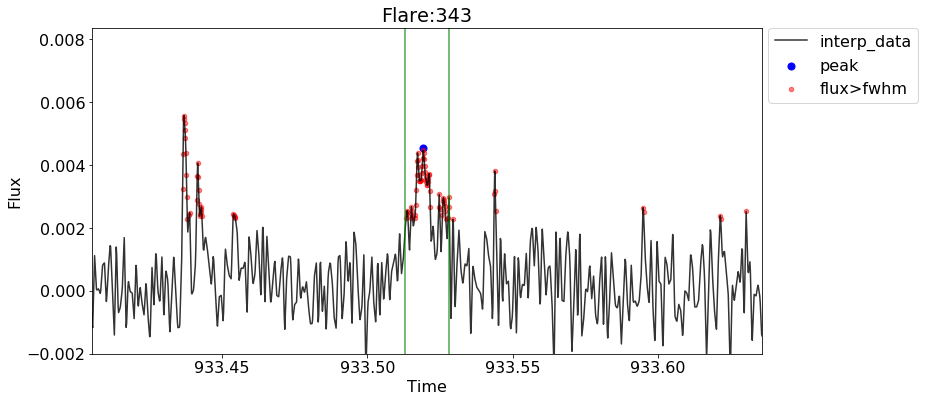 Flare:343
0.008
0.006
0.004
0.002
0.000
−0.002
Flux
933.45
933.50
933.55
933.60
Time
interp_data
peak
flux>fwhm